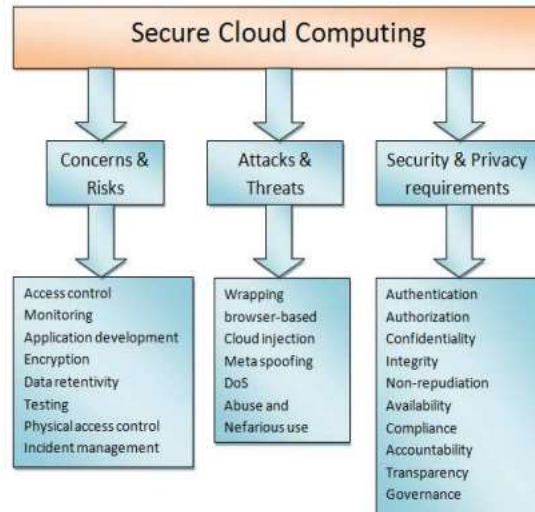 Secure Cloud Computing
Concerns &
Risks
Attacks &
Threats
Security & Privacy
requirements
Access control
Monitoring
Application development
Encryption
Data retentivity
Testing
Physical access control
Incident management
Wrapping
browser-based
Cloud injection
Meta spoofing
DoS
Abuse and
Nefarious use
Authentication
Authorization
Confidentiality
Integrity
Non-repudiation
Availability
Compliance
Accountability
Transparency
Governance